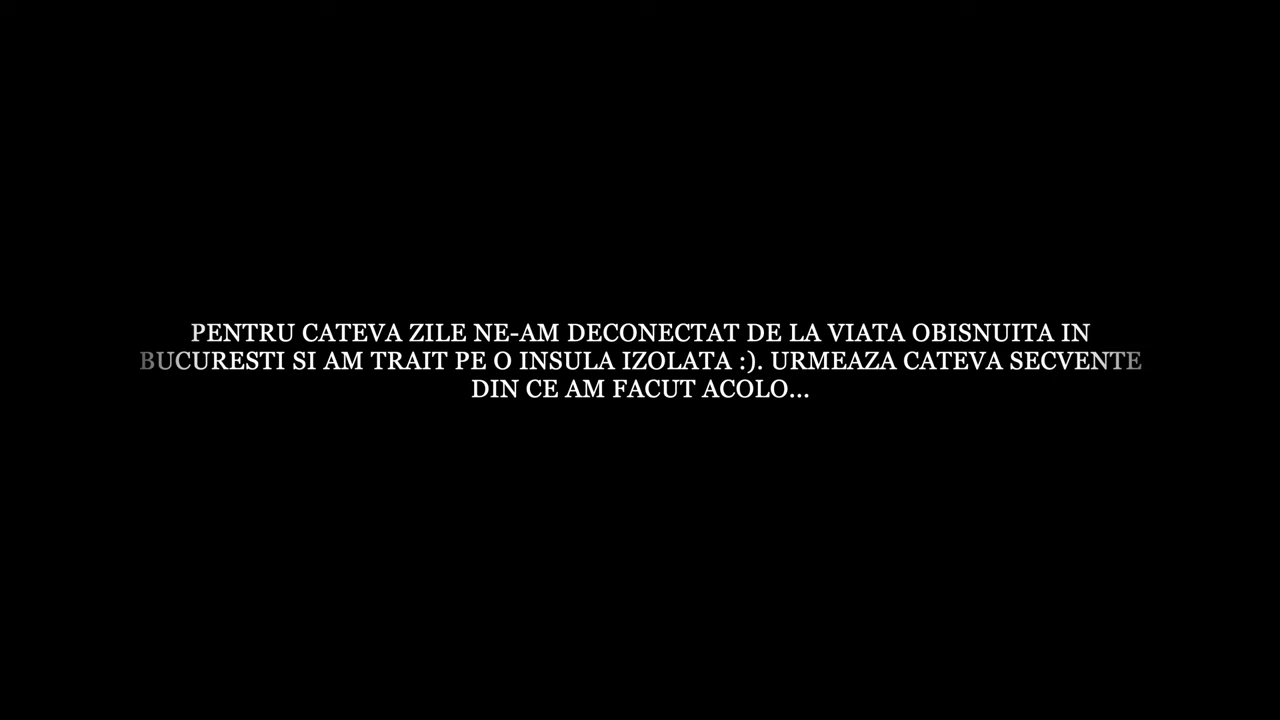 PENTRU CATEVA ZILE NE-AM DECONECTAT DE LA VIATA OBISNUITA IN
BUCURESTI SI AM TRAIT PE O INSULA IZOLATA :). URMEAZA CATEVA SECVENTE
DIN CE AM FACUT ACOLO...